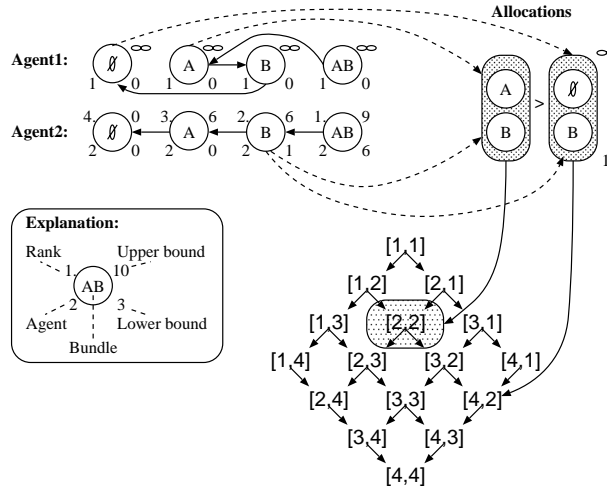 Allocations
Agent1:
∅ ∞ 1 0
A ∞ 1 0
B ∞ 1 0
AB ∞ 1 0
Agent2:
4. ∅ 0 2 0
3. A 6 2 0
2. B 6 2 1
1. AB 9 2 6
A
B
>
∞
∅
B
1
Explanation:
Rank
Upper bound
1. 10
AB
2 3
Agent
Lower bound
Bundle
[1,1]
[1,2] [2,1]
[1,3] [2,2] [3,1]
[1,4] [2,3] [3,2] [4,1]
[2,4] [3,3] [4,2]
[3,4] [4,3]
[4,4]